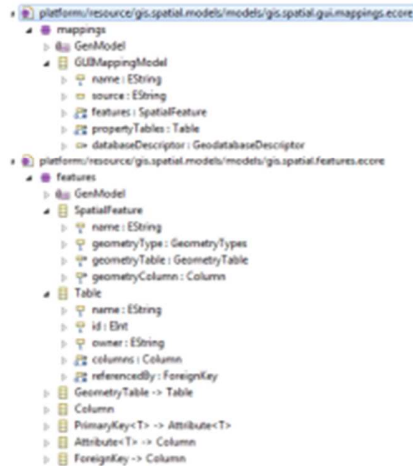 platform:/resource/gis.spatial.models/models/gis.spatial.gui.mappings.ecore
mappings
GenModel
GUIMappingModel
name : EString
source : EString
features : SpatialFeature
propertyTables : Table
databaseDescriptor : GeodatabaseDescriptor
platform:/resource/gis.spatial.models/models/gis.spatial.features.ecore
features
GenModel
SpatialFeature
name : EString
geometryType : GeometryTypes
geometryTable : GeometryTable
geometryColumn : Column
Table
name : EString
id : EInt
owner : EString
columns : Column
referencedBy : ForeignKey
GeometryTable -> Table
Column
PrimaryKey<T> -> Attribute<T>
Attribute<T> -> Column
ForeignKey -> Column